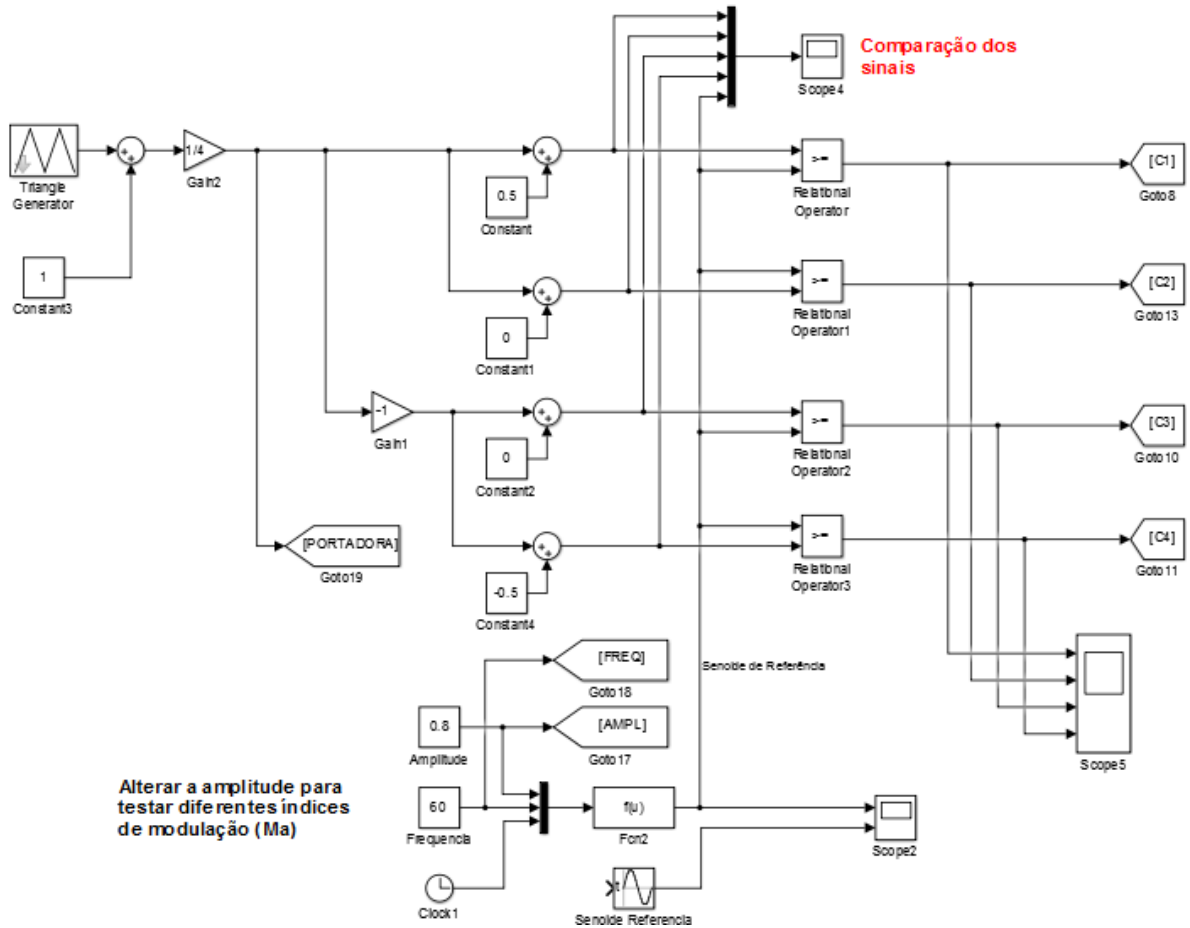 Comparação dos
sinais
Scope4
Triangle
Generator
1/4
Gain2
1
Constant3
0.5
Constant
>=
Relational
Operator
[C1]
Goto8
0
Constant1
>=
Relational
Operator1
[C2]
Goto13
-1
Gain1
0
Constant2
>=
Relational
Operator2
[C3]
Goto10
[PORTADORA]
Goto19
-0.5
Constant4
>=
Relational
Operator3
[C4]
Goto11
[FREQ]
Goto18
Senoide de Referência
0.8
Amplitude
[AMPL]
Goto17
Scope5
Alterar a amplitude para
testar diferentes índices
de modulação (Ma)
60
Frequencia
f(u)
Fcn2
Scope2
Clock1
t
Senoide Referencia